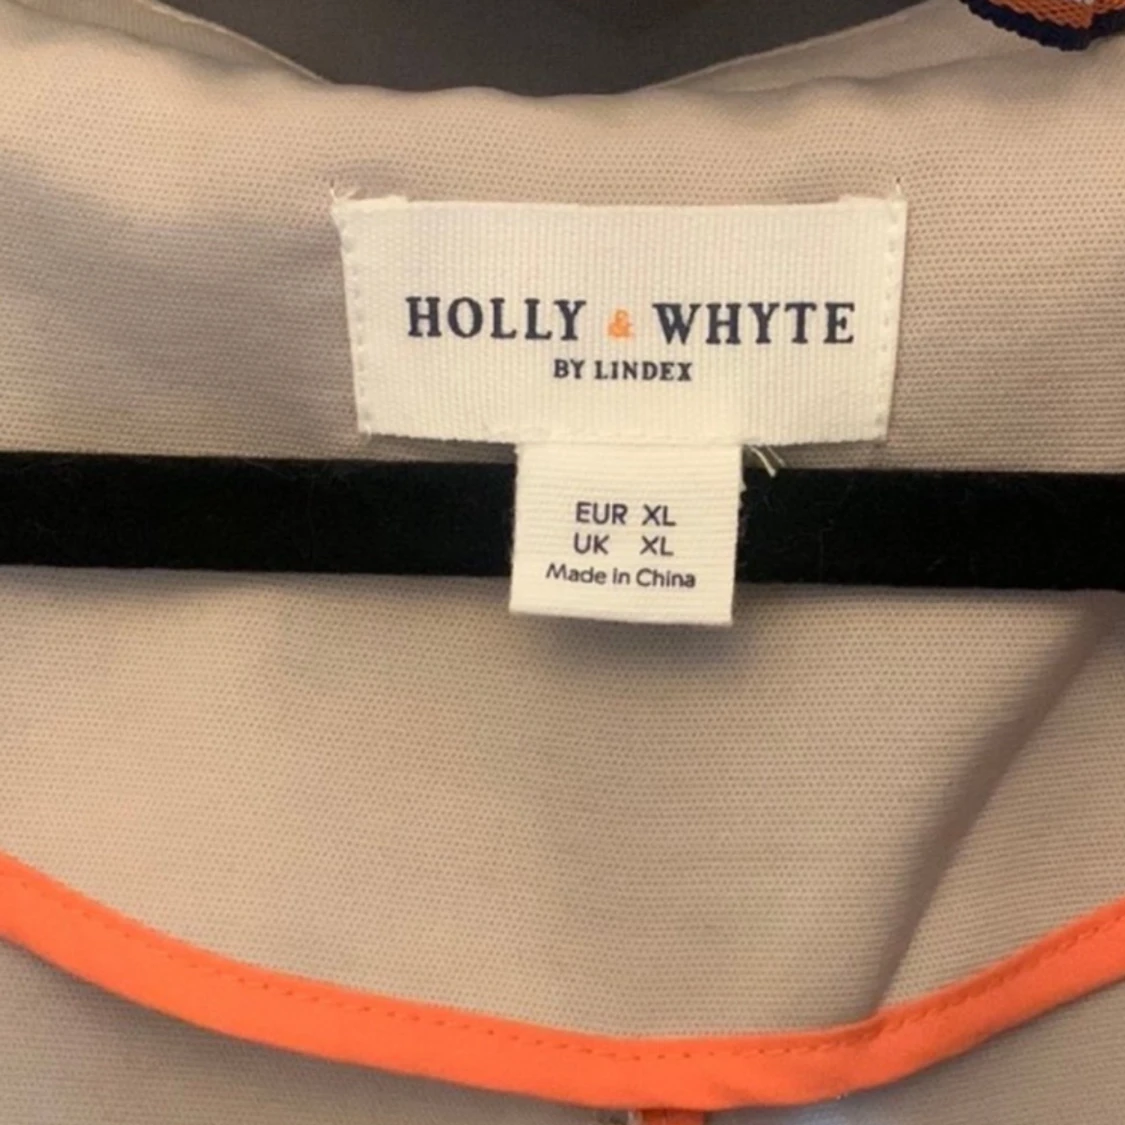 HOLLY & WHYTE
BY LINDEX
EUR XL
UK XL
Made in China